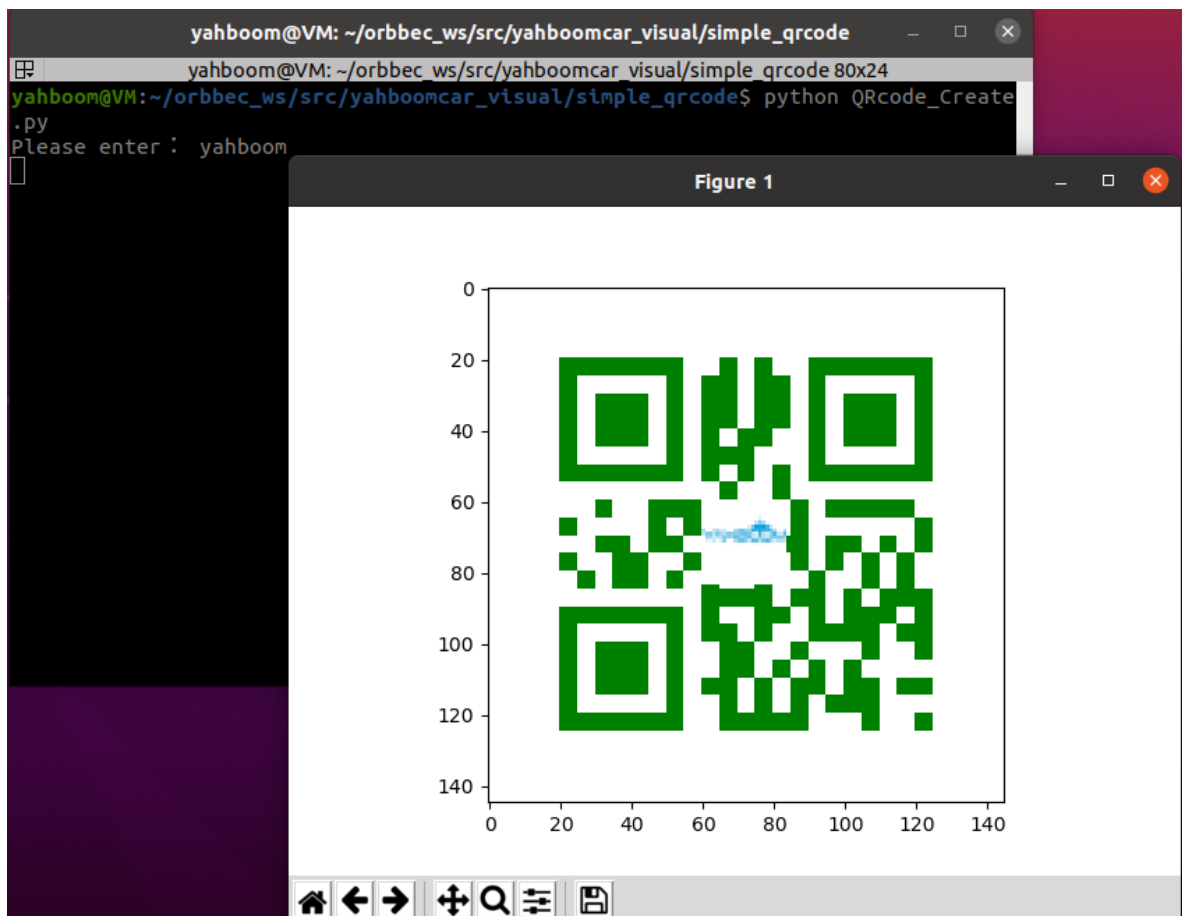 yahboom@VM: ~/orbbec_ws/src/yahboomcar_visual/simple_qrcode
yahboom@VM: ~/orbbec_ws/src/yahboomcar_visual/simple_qrcode 80x24
yahboom@VM:~/orbbec_ws/src/yahboomcar_visual/simple_qrcode$ python QRcode_Create
.py
Please enter： yahboom
Figure 1
0
20
40
60
80
100
120
140
0 20 40 60 80 100 120 140